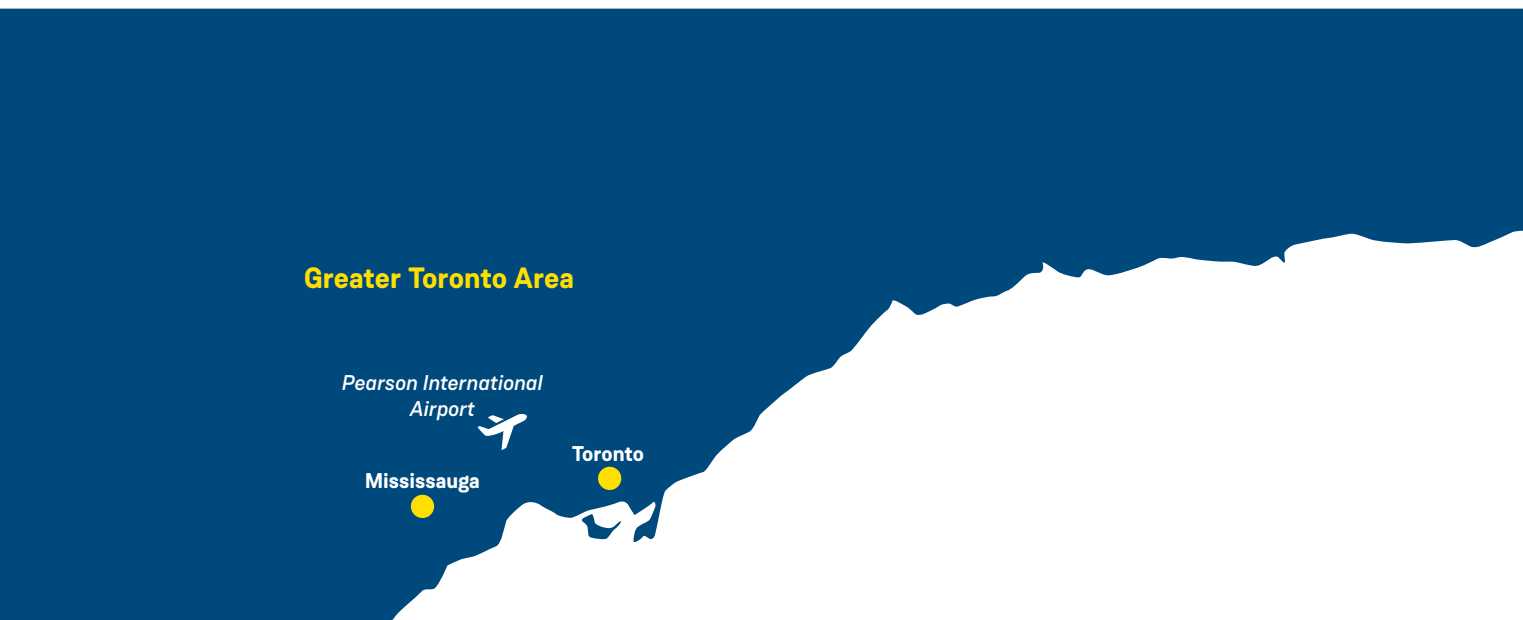 Greater Toronto Area
Pearson International
Airport
Toronto
Mississauga